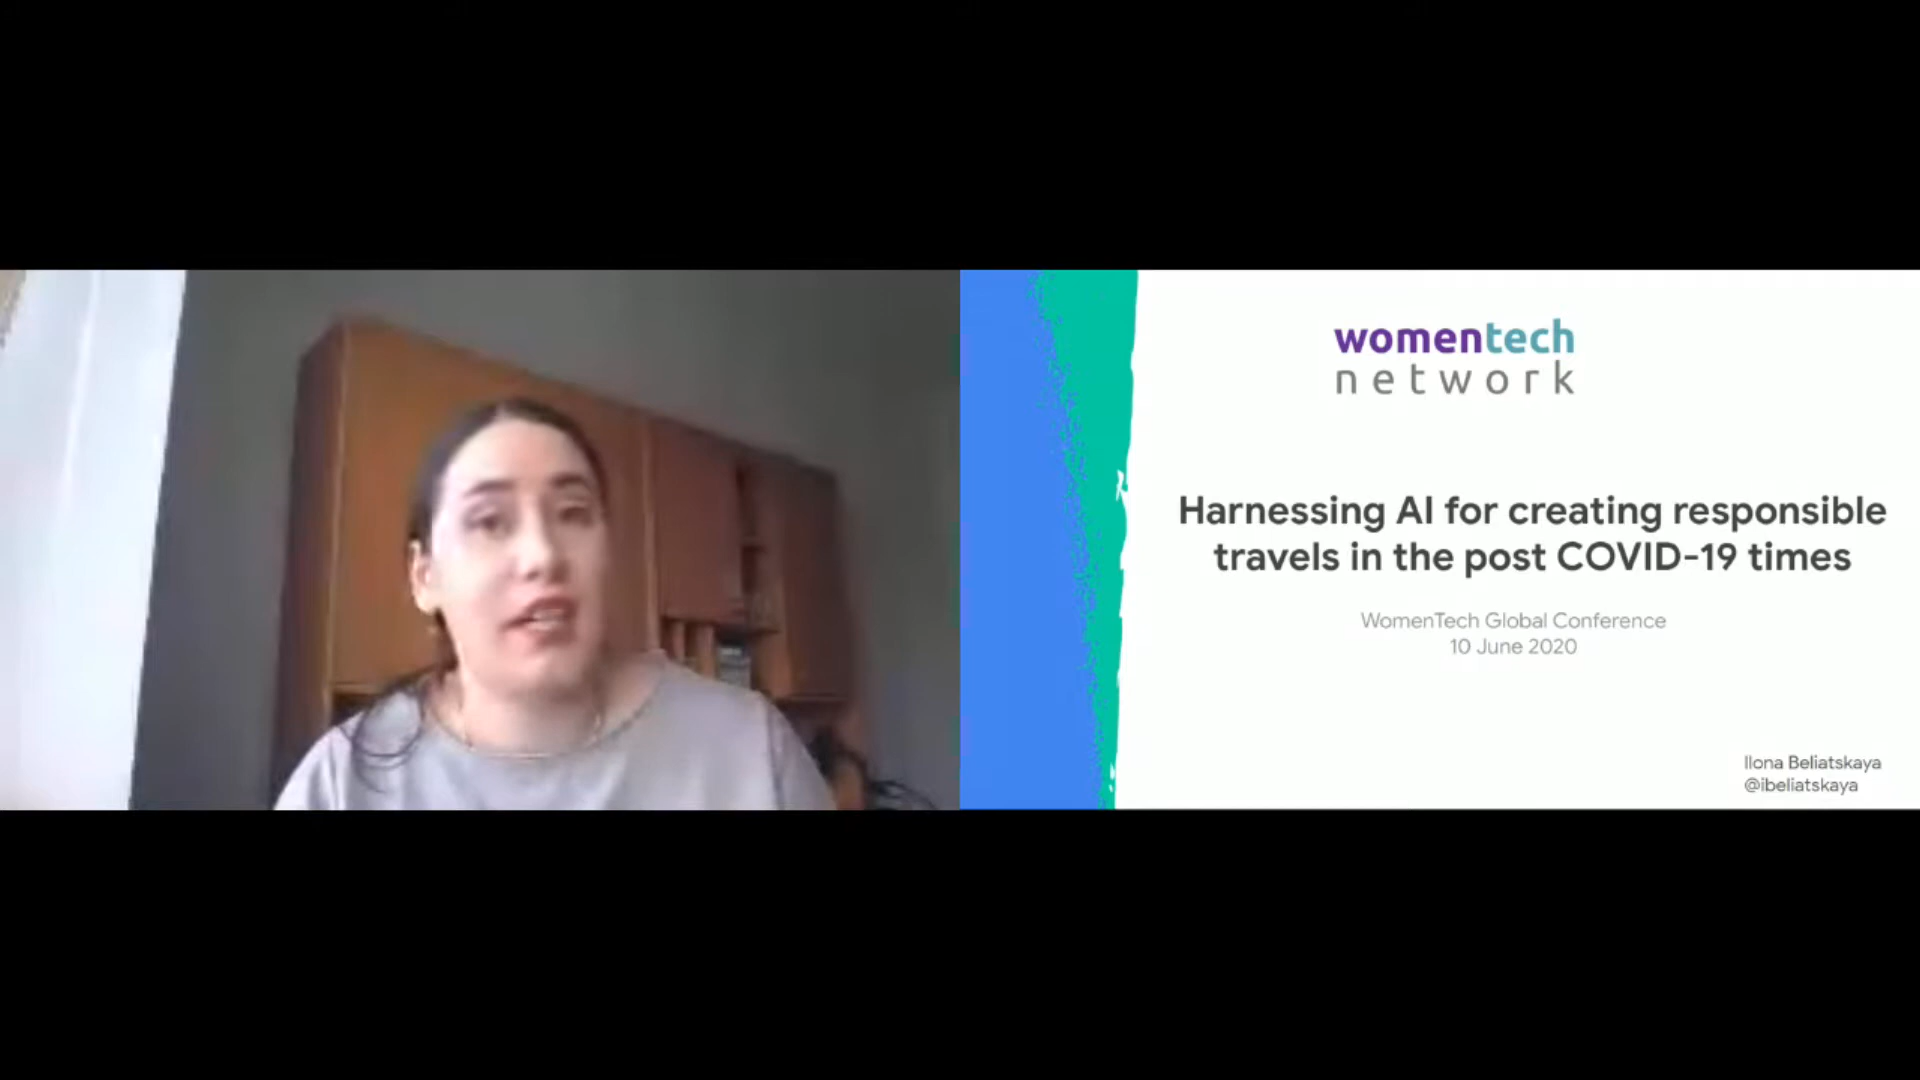 womentech
network
Harnessing AI for creating responsible
travels in the post COVID-19 times
WomenTech Global Conference
10 June 2020
Ilona Beliatskaya
@ibeliatskaya